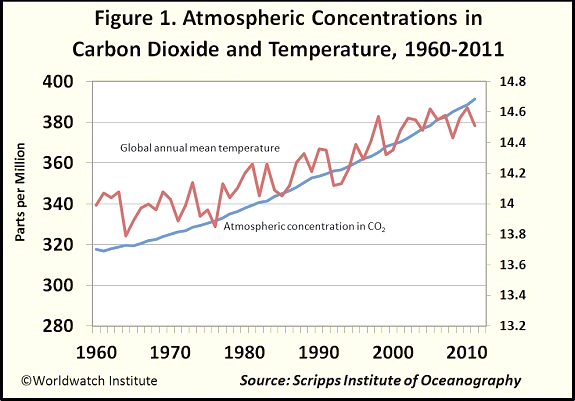 Figure 1. Atmospheric Concentrations in
Carbon Dioxide and Temperature, 1960-2011
400
380
360
340
320
300
280
Parts per Million
Global annual mean temperature
Atmospheric concentration in CO₂
14.8
14.6
14.4
14.2
14
13.8
13.6
13.4
13.2
1960 1970 1980 1990 2000 2010
©Worldwatch Institute Source: Scripps Institute of Oceanography